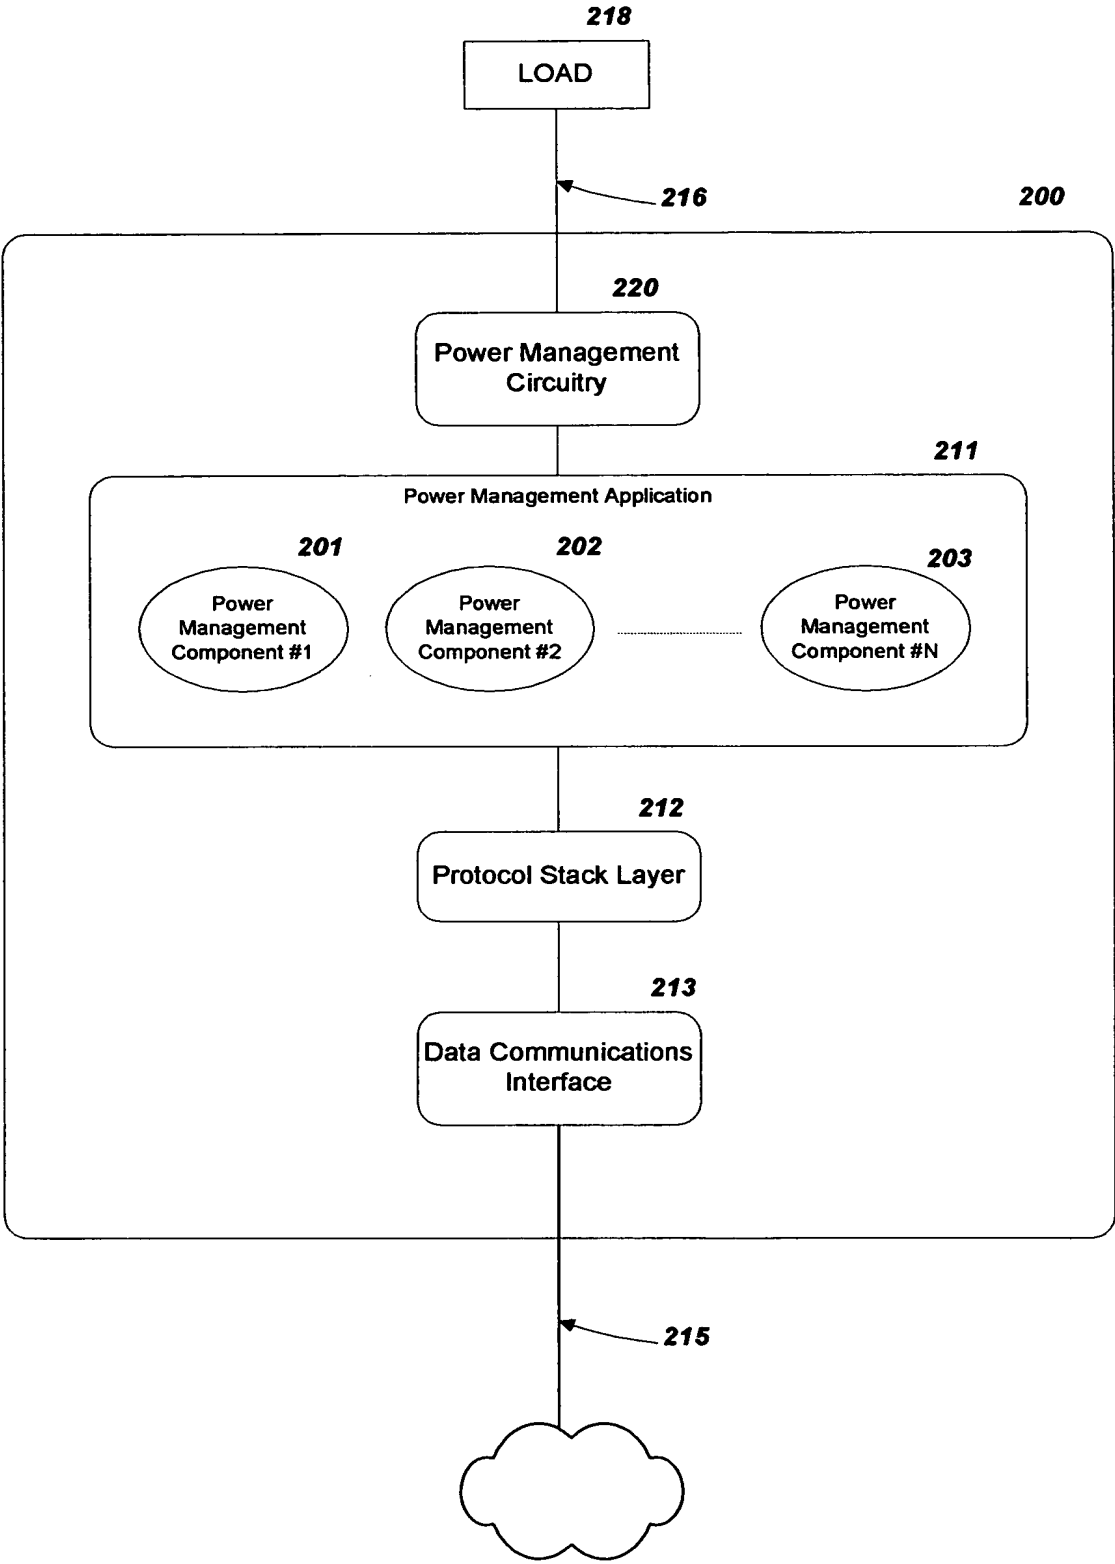 218
LOAD
216
200
220
Power Management
Circuitry
211
Power Management Application
201
202
203
Power
Management
Component #1
Power
Management
Component #2
Power
Management
Component #N
212
Protocol Stack Layer
213
Data Communications
Interface
215